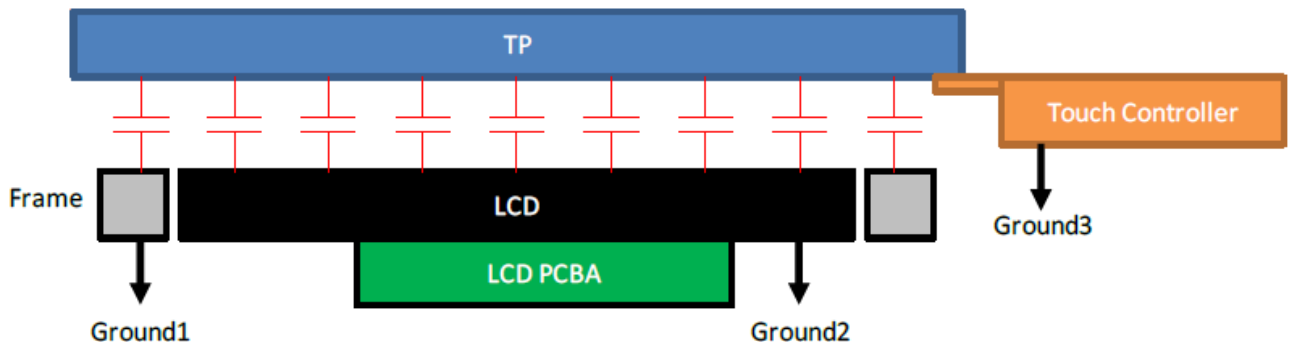 TP
Touch Controller
Frame
LCD
Ground3
LCD PCBA
Ground1
Ground2